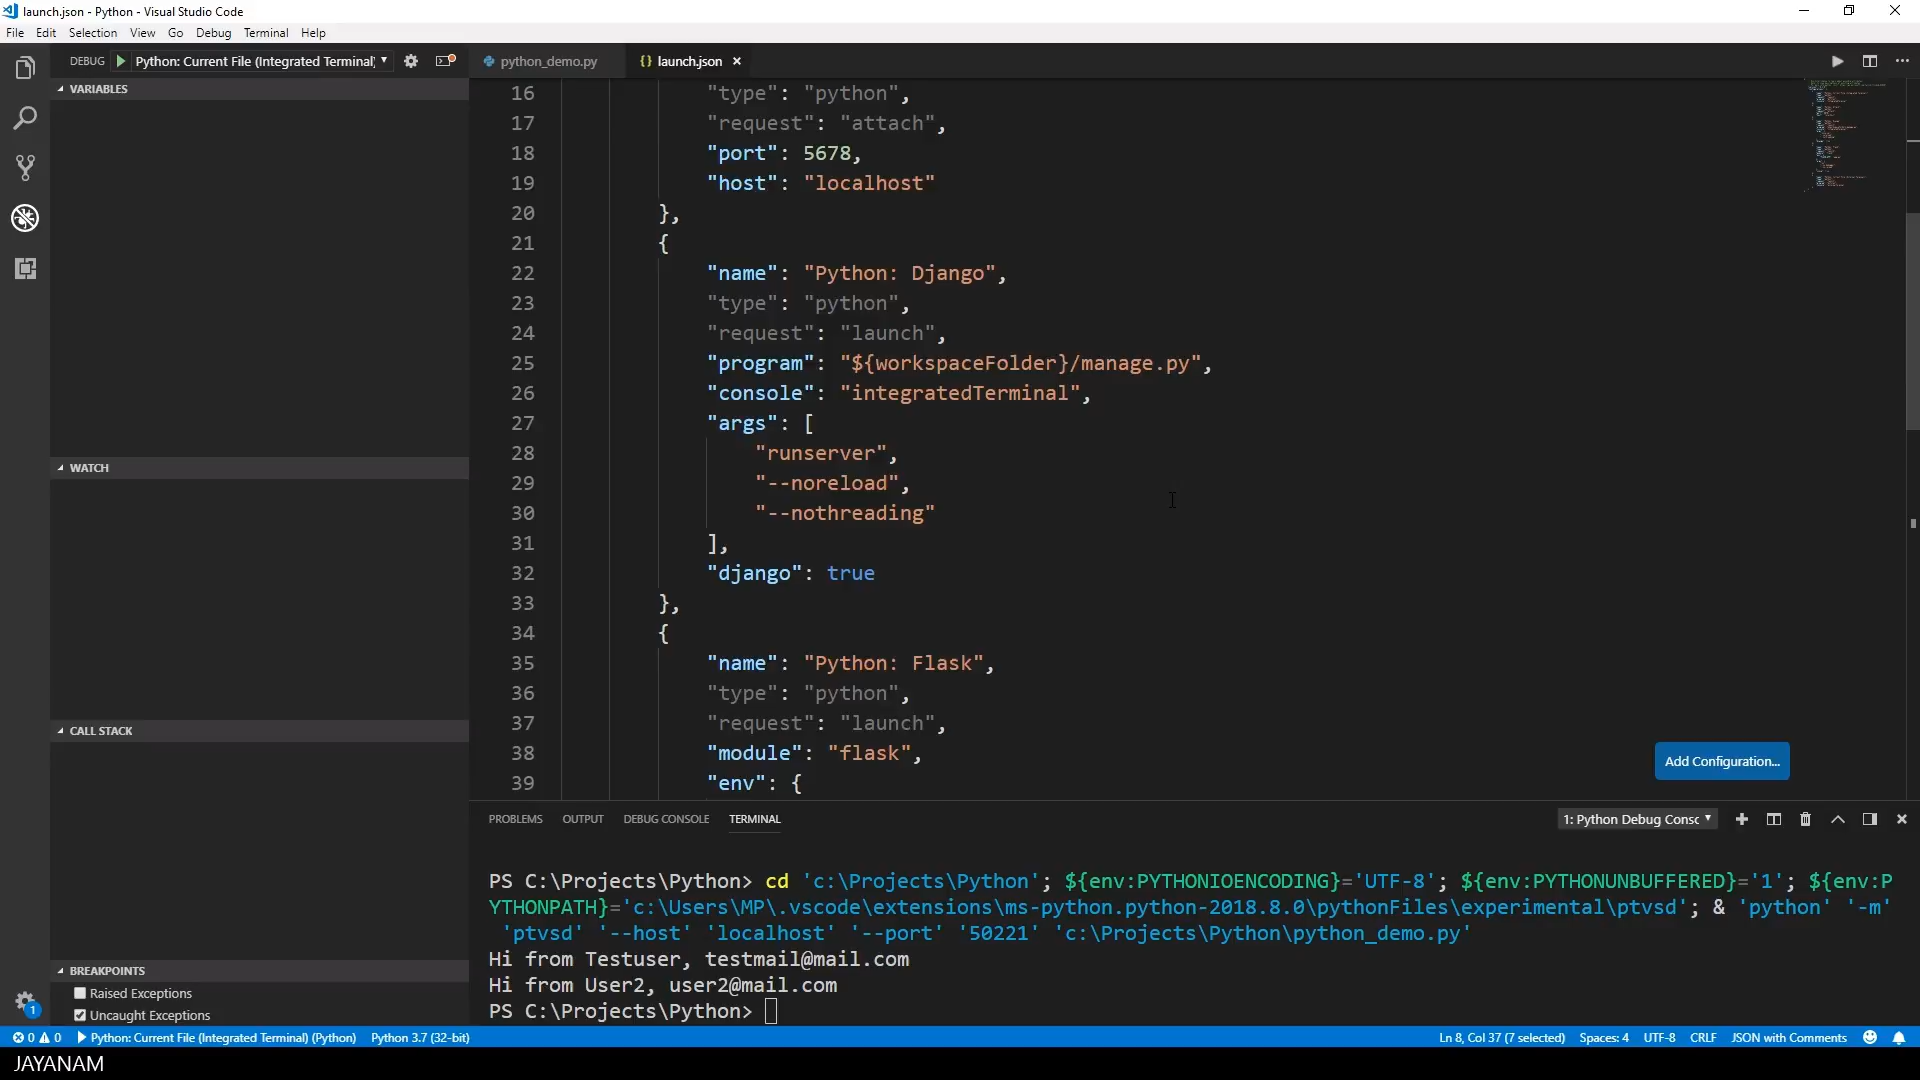 launch.json - Python - Visual Studio Code
File Edit Selection View Go Debug Terminal Help
DEBUG Python: Current File (Integrated Terminal)
python_demo.py
{} launch.json
VARIABLES
WATCH
CALL STACK
BREAKPOINTS
Raised Exceptions
Uncaught Exceptions
1
16 "type": "python",
17 "request": "attach",
18 "port": 5678,
19 "host": "localhost"
20 },
21 {
22 "name": "Python: Django",
23 "type": "python",
24 "request": "launch",
25 "program": "${workspaceFolder}/manage.py",
26 "console": "integratedTerminal",
27 "args": [
28 "runserver",
29 "--noreload",
30 "--nothreading"
31 ],
32 "django": true
33 },
34 {
35 "name": "Python: Flask",
36 "type": "python",
37 "request": "launch",
38 "module": "flask",
39 "env": {
Add Configuration...
PROBLEMS OUTPUT DEBUG CONSOLE TERMINAL
1: Python Debug Consc
PS C:\Projects\Python> cd 'c:\Projects\Python'; ${env:PYTHONIOENCODING}='UTF-8'; ${env:PYTHONUNBUFFERED}='1'; ${env:P
YTHONPATH}='c:\Users\MP\.vscode\extensions\ms-python.python-2018.8.0\pythonFiles\experimental\ptvsd'; & 'python' '-m'
'ptvsd' '--host' 'localhost' '--port' '50221' 'c:\Projects\Python\python_demo.py'
Hi from Testuser, testmail@mail.com
Hi from User2, user2@mail.com
PS C:\Projects\Python>
0 0 Python: Current File (Integrated Terminal) (Python) Python 3.7 (32-bit) Ln 8, Col 37 (7 selected) Spaces: 4 UTF-8 CRLF JSON with Comments
JAYANAM